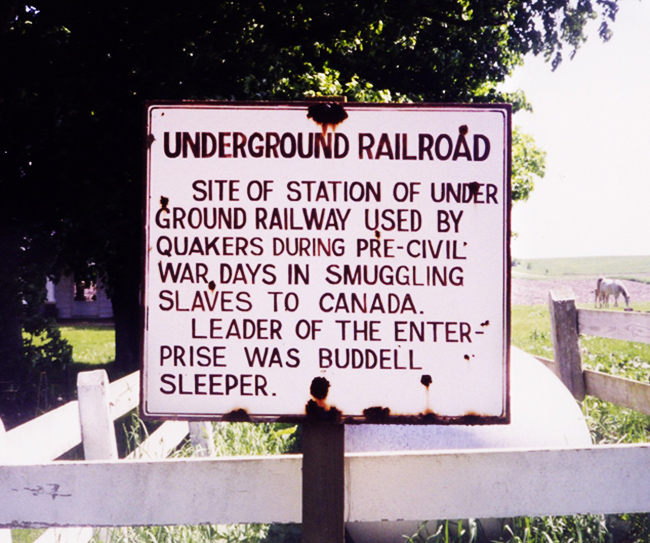 UNDERGROUND RAILROAD
SITE OF STATION OF UNDER
GROUND RAILWAY USED BY
QUAKERS DURING PRE-CIVIL
WAR DAYS IN SMUGGLING
SLAVES TO CANADA.
LEADER OF THE ENTER-
PRISE WAS BUDDELL
SLEEPER.